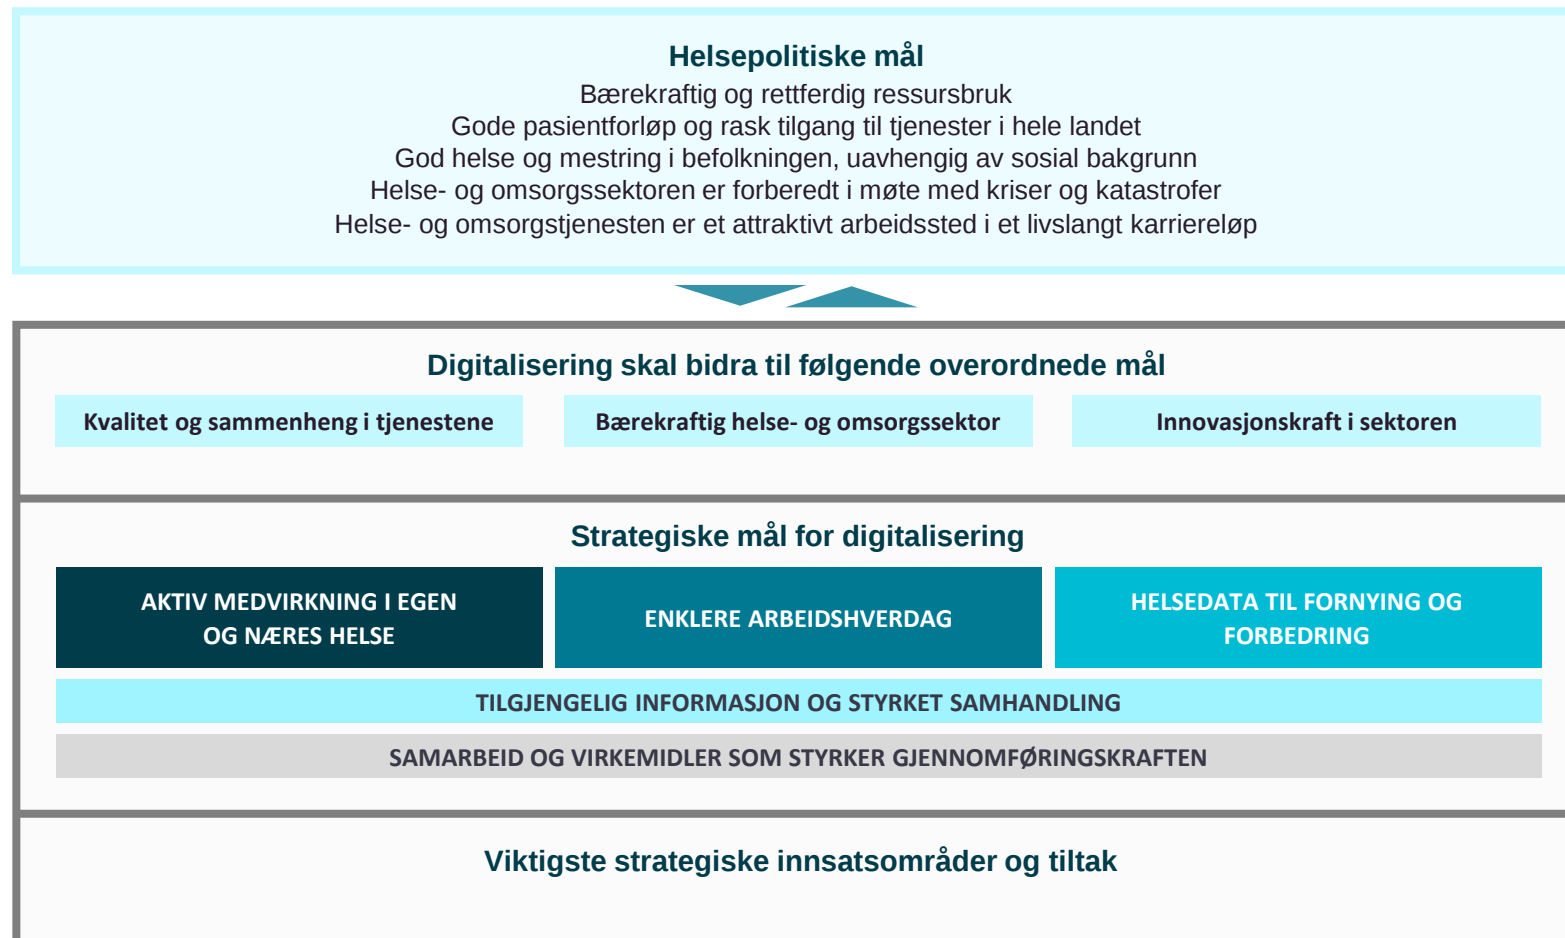 Helsepolitiske mål
Bærekraftig og rettferdig ressursbruk
Gode pasientforløp og rask tilgang til tjenester i hele landet
God helse og mestring i befolkningen, uavhengig av sosial bakgrunn
Helse- og omsorgssektoren er forberedt i møte med kriser og katastrofer
Helse- og omsorgstjenesten er et attraktivt arbeidssted i et livslangt karriereløp
Digitalisering skal bidra til følgende overordnede mål
Kvalitet og sammenheng i tjenestene
Bærekraftig helse- og omsorgssektor
Innovasjonskraft i sektoren
Strategiske mål for digitalisering
AKTIV MEDVIRKNING I EGEN
OG NÆRES HELSE
ENKLERE ARBEIDSHVERDAG
HELSEDATA TIL FORNYING OG
FORBEDRING
TILGJENGELIG INFORMASJON OG STYRKET SAMHANDLING
SAMARBEID OG VIRKEMIDLER SOM STYRKER GJENNOMFØRINGSKRAFTEN
Viktigste strategiske innsatsområder og tiltak